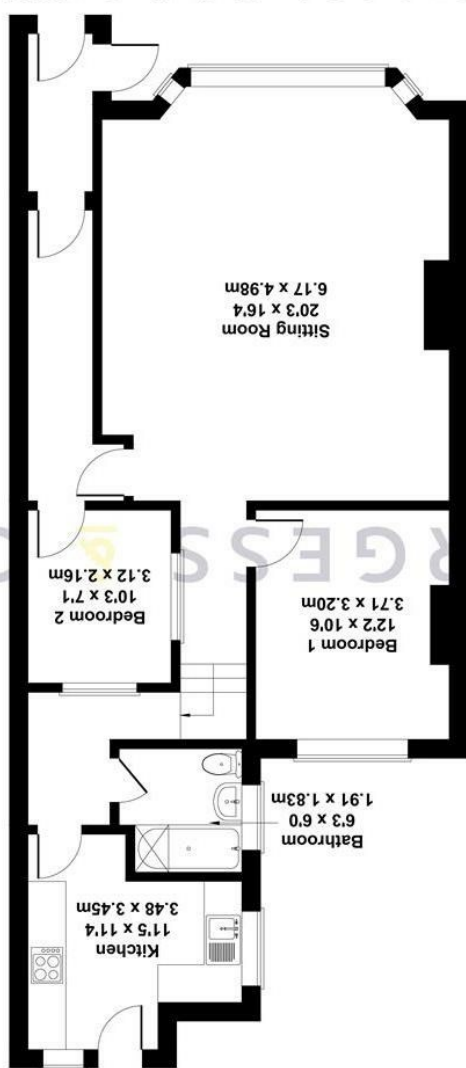 Kitchen
11'5 x 11'4
3.48 x 3.45m
Bathroom
6'3 x 6'0
1.91 x 1.83m
Bedroom 1
12'2 x 10'6
3.71 x 3.20m
Bedroom 2
10'3 x 7'1
3.12 x 2.16m
Sitting Room
20'3 x 16'4
6.17 x 4.98m
RGESS